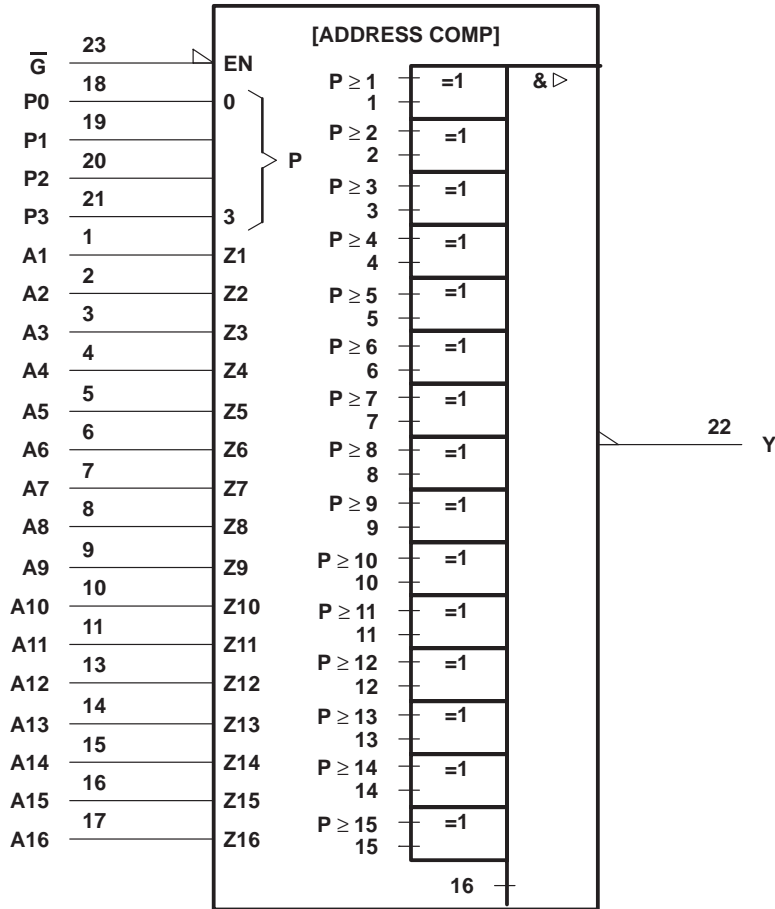 [ADDRESS COMP]
G 23 EN
P0 18 0
P1 19
P2 20
P3 21 3
P
A1 1 Z1
A2 2 Z2
A3 3 Z3
A4 4 Z4
A5 5 Z5
A6 6 Z6
A7 7 Z7
A8 8 Z8
A9 9 Z9
A10 10 Z10
A11 11 Z11
A12 13 Z12
A13 14 Z13
A14 15 Z14
A15 16 Z15
A16 17 Z16
P ≥ 1 =1
1
P ≥ 2 =1
2
P ≥ 3 =1
3
P ≥ 4 =1
4
P ≥ 5 =1
5
P ≥ 6 =1
6
P ≥ 7 =1
7
P ≥ 8 =1
8
P ≥ 9 =1
9
P ≥ 10 =1
10
P ≥ 11 =1
11
P ≥ 12 =1
12
P ≥ 13 =1
13
P ≥ 14 =1
14
P ≥ 15 =1
15
16
& ▷
22 Y